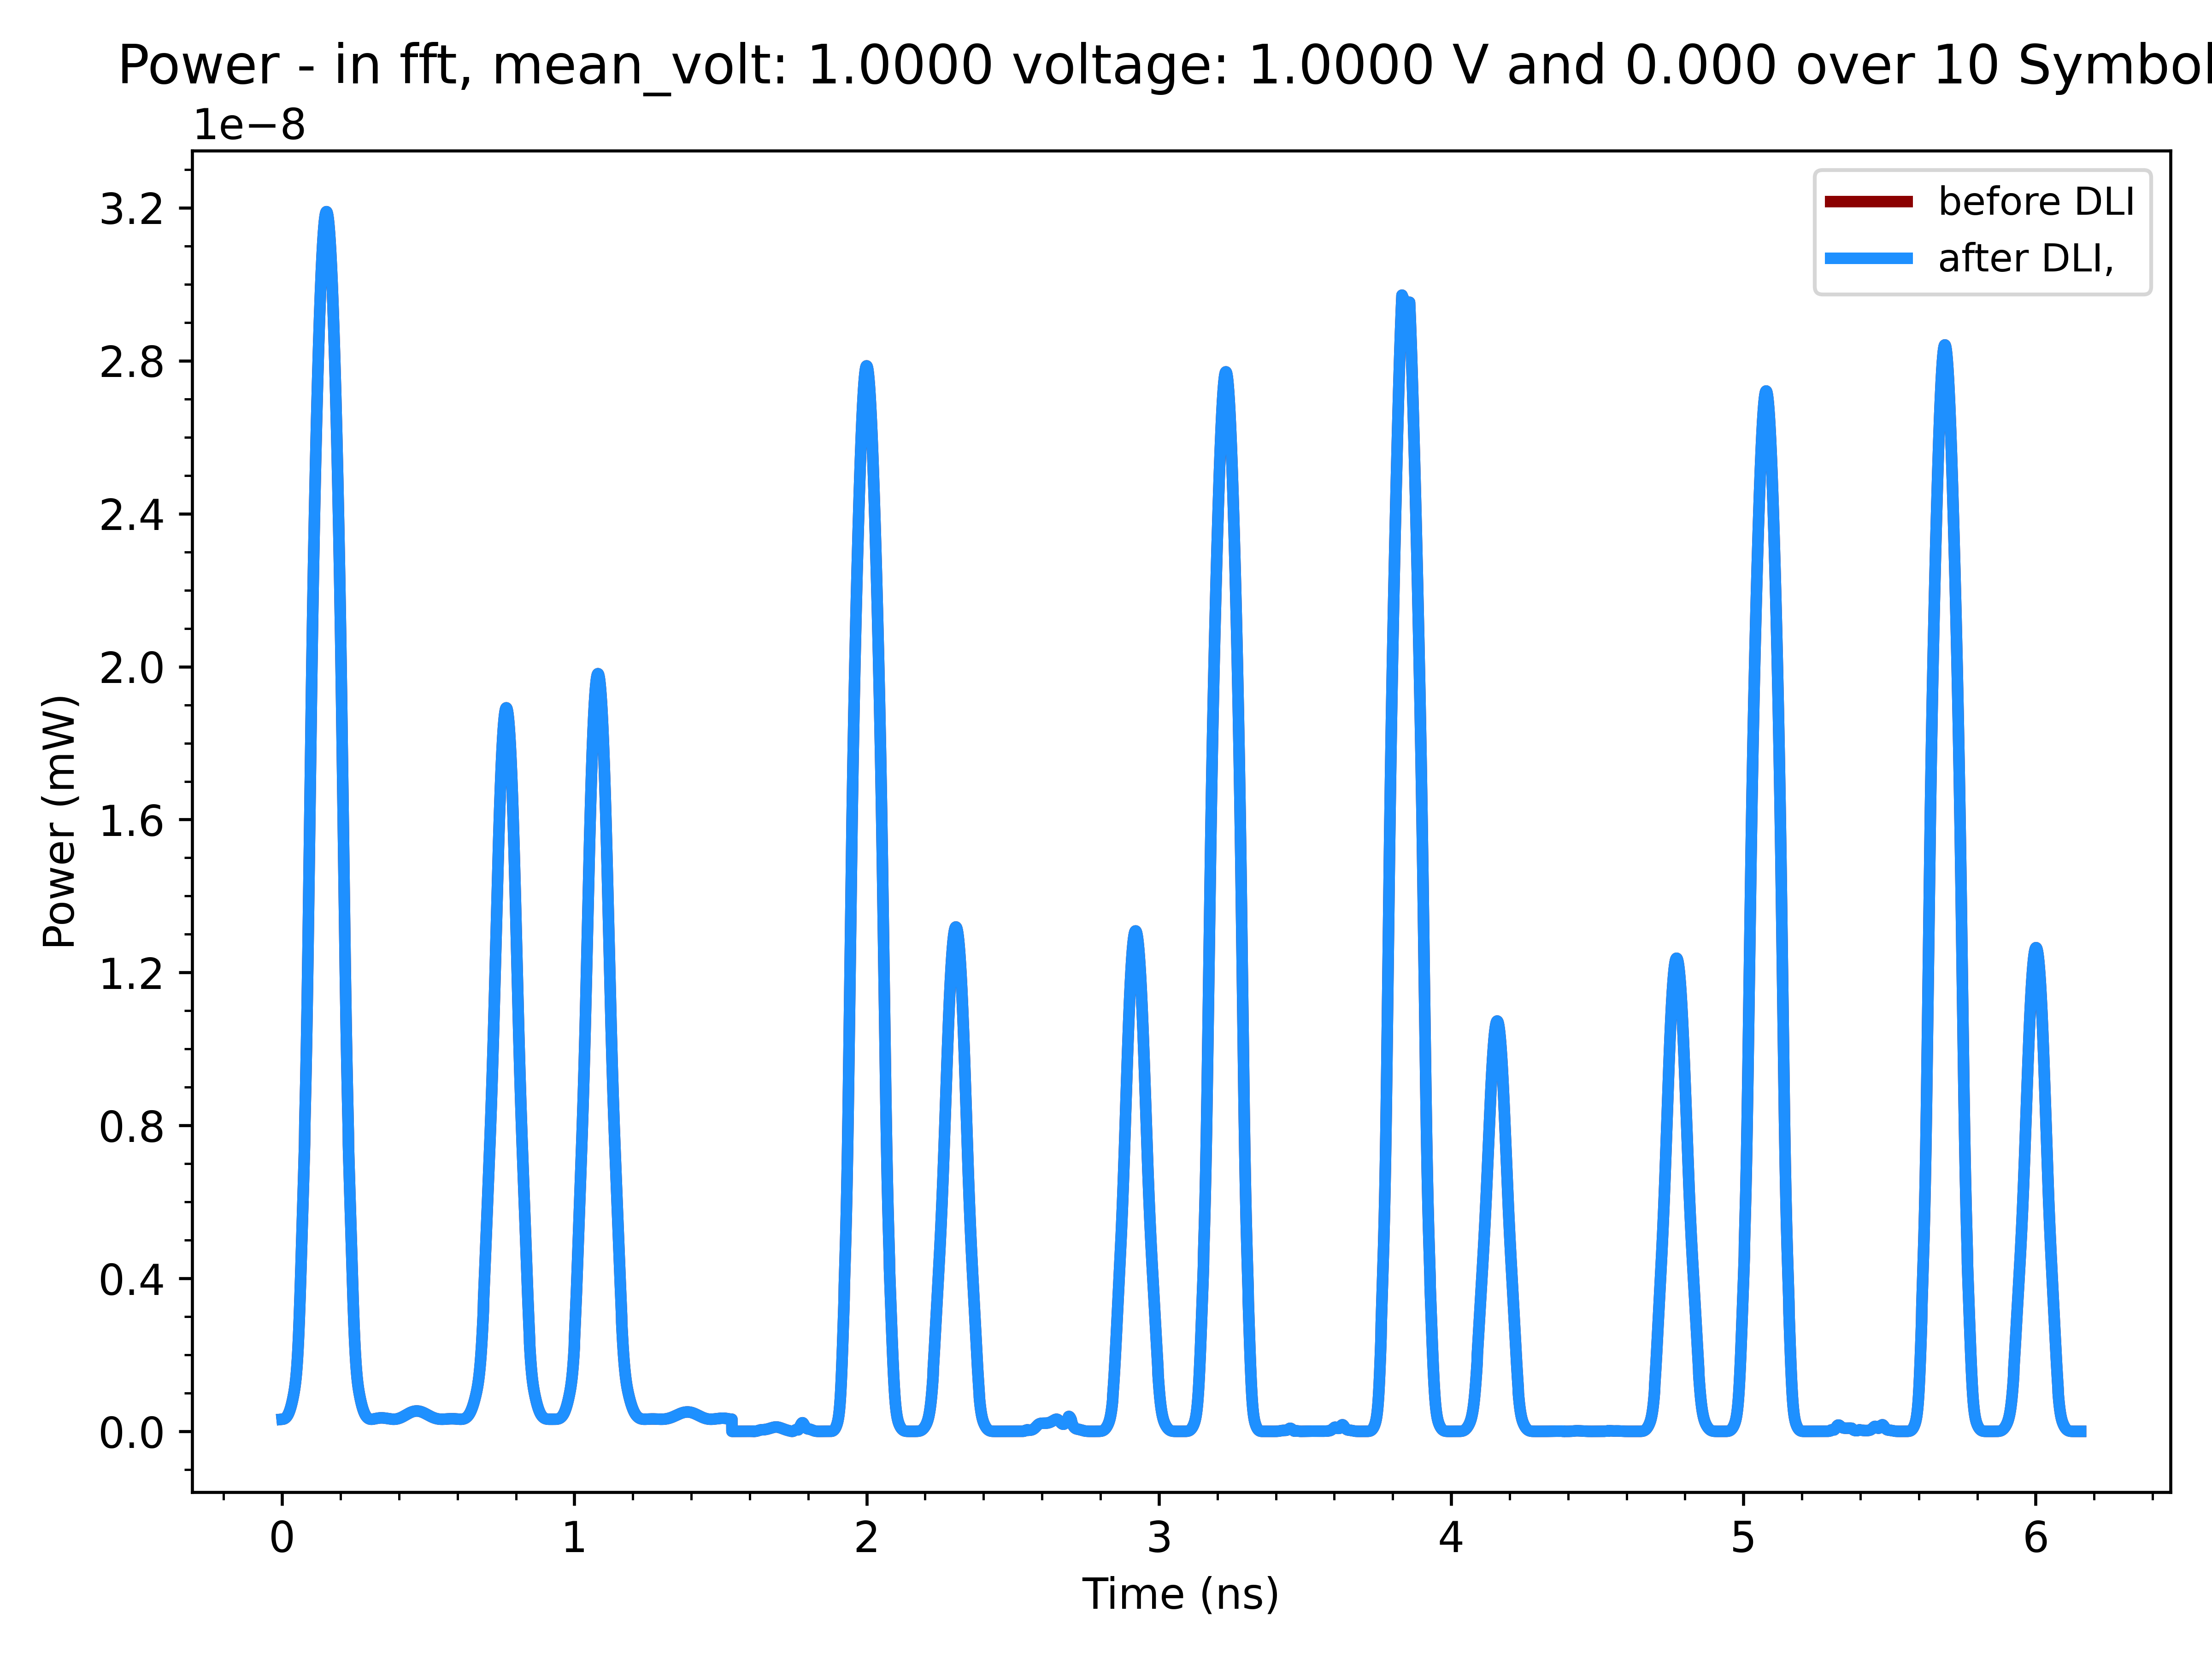 Power - in fft, mean_volt: 1.0000 voltage: 1.0000 V and 0.000 over 10 Symbol
1e−8
before DLI
after DLI,
3.2
2.8
2.4
2.0
1.6
1.2
0.8
0.4
0.0
Power (mW)
0 1 2 3 4 5 6
Time (ns)